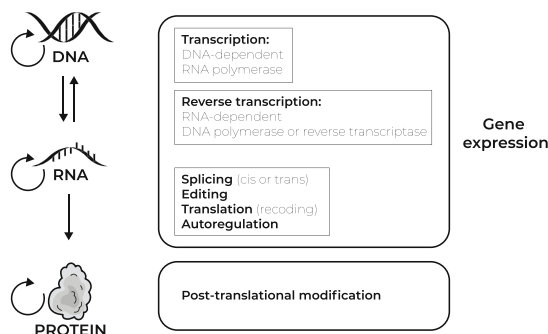 DNA
RNA
PROTEIN
Transcription:
DNA-dependent
RNA polymerase
Reverse transcription:
RNA-dependent
DNA polymerase or reverse transcriptase
Splicing (cis or trans)
Editing
Translation (recoding)
Autoregulation
Gene
expression
Post-translational modification